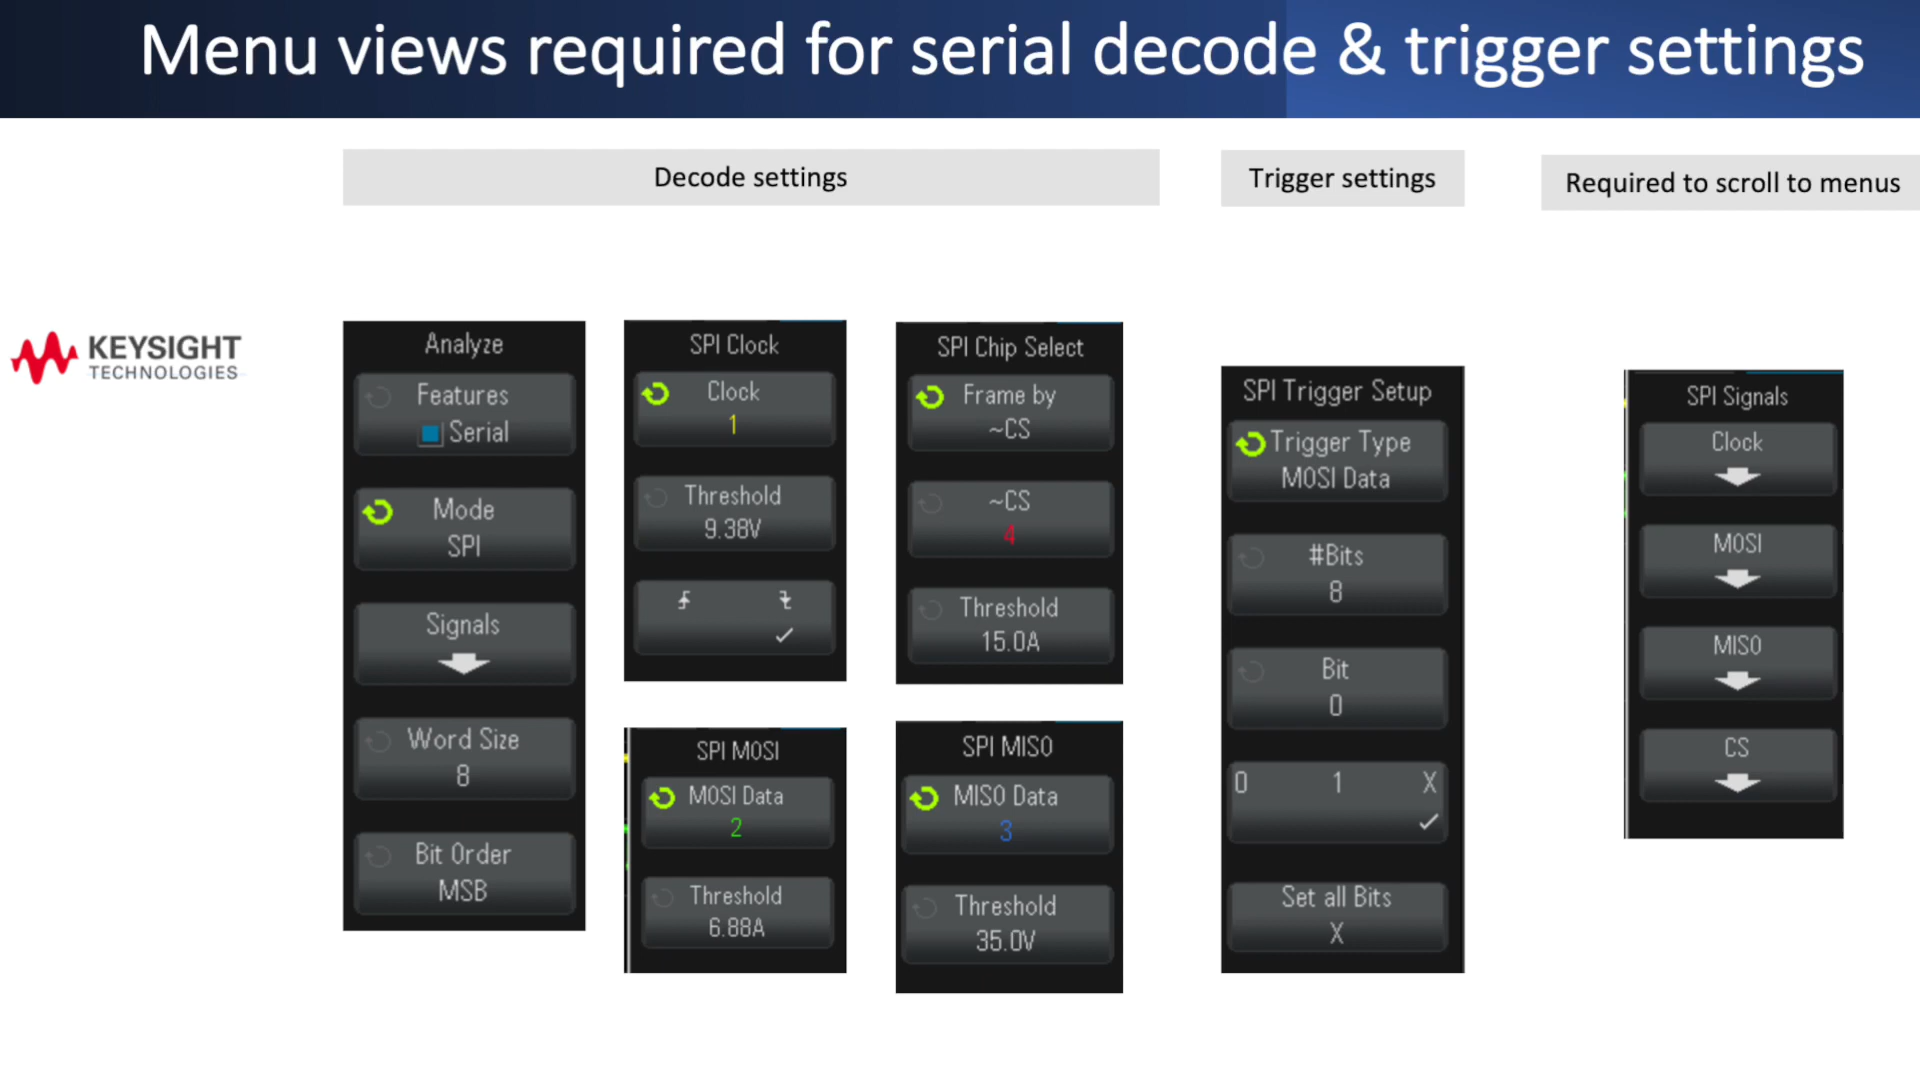 Menu views required for serial decode & trigger settings
Decode settings
Trigger settings
Required to scroll to menus
KEYSIGHT
TECHNOLOGIES
Analyze
Features
Serial
Mode
SPI
Signals
Word Size
8
Bit Order
MSB
SPI Clock
Clock
1
Threshold
9.38V
SPI Chip Select
Frame by
~CS
~CS
4
Threshold
15.0A
SPI MOSI
MOSI Data
2
Threshold
6.88A
SPI MISO
MISO Data
3
Threshold
35.0V
SPI Trigger Setup
Trigger Type
MOSI Data
#Bits
8
Bit
0
0 1 X
Set all Bits
X
SPI Signals
Clock
MOSI
MISO
CS